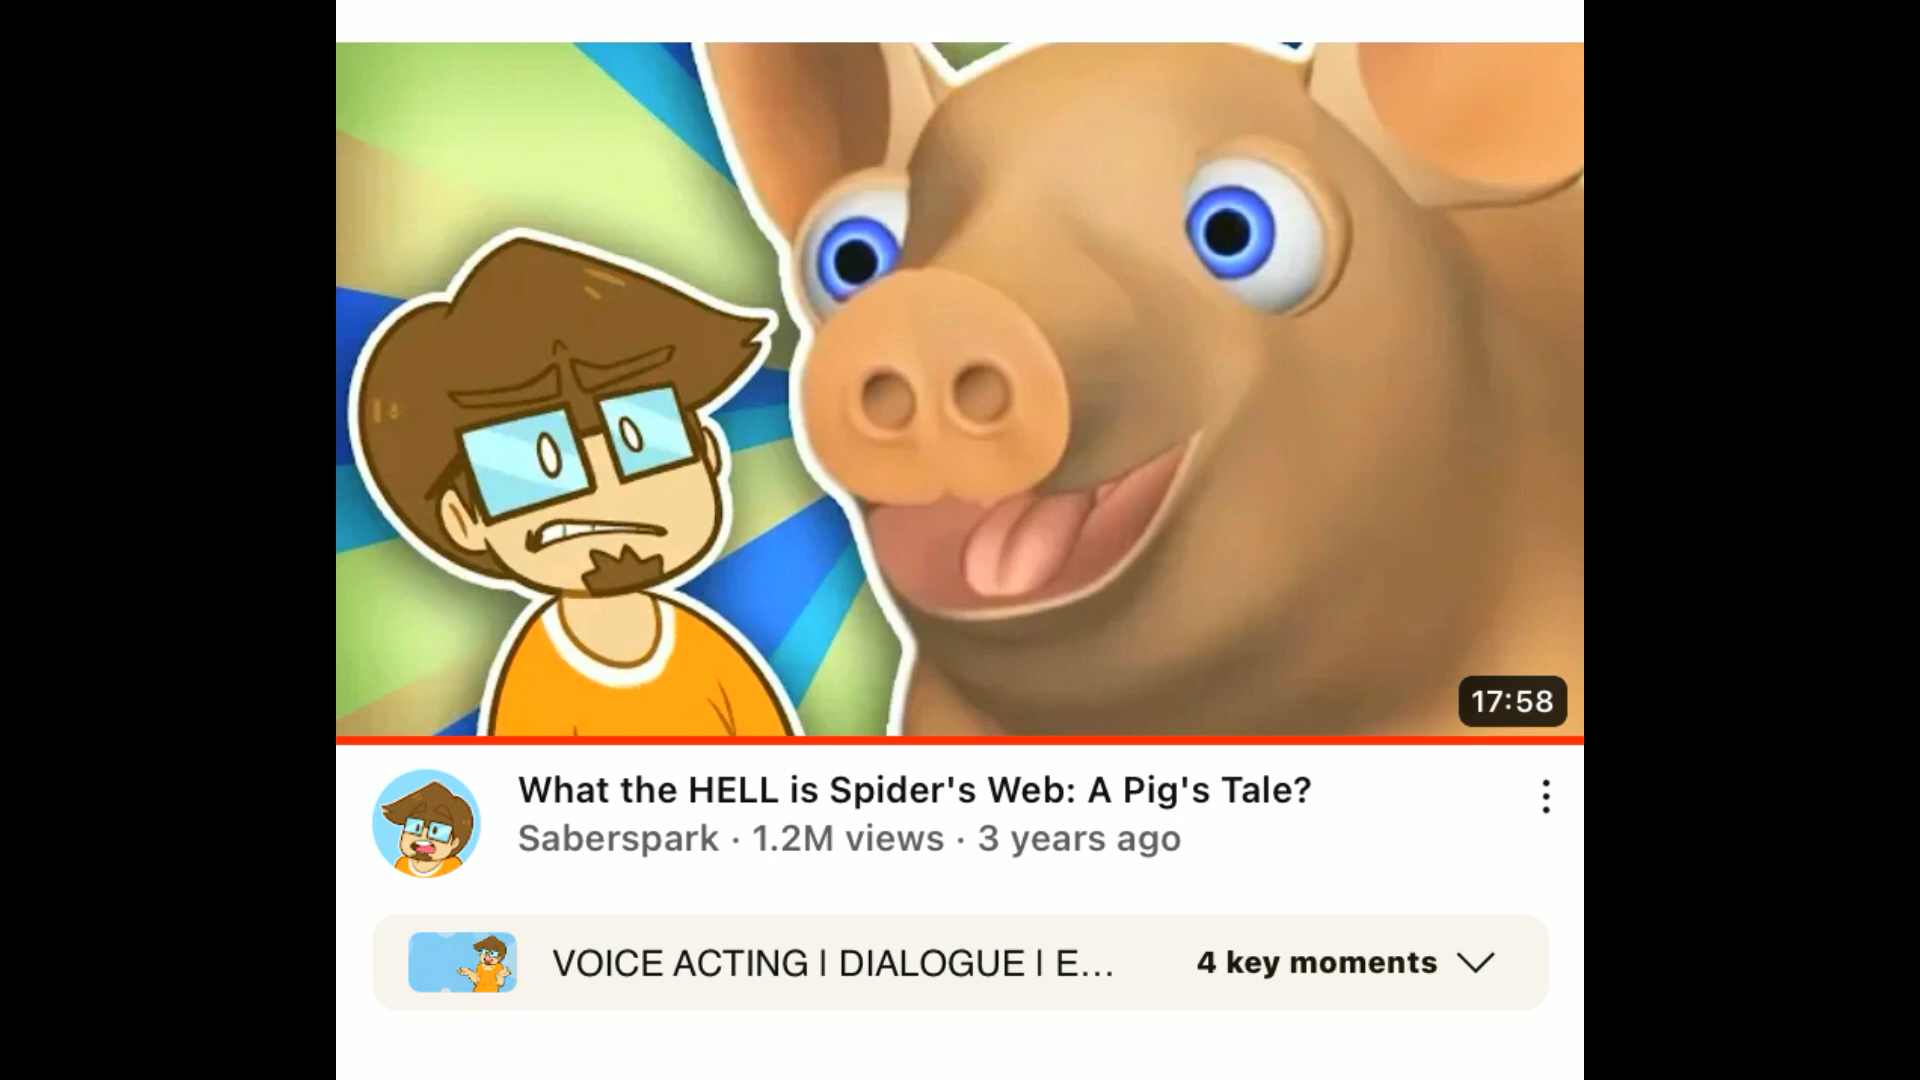 17:58
What the HELL is Spider's Web: A Pig's Tale?
Saberspark · 1.2M views · 3 years ago
VOICE ACTING | DIALOGUE | E... 4 key moments